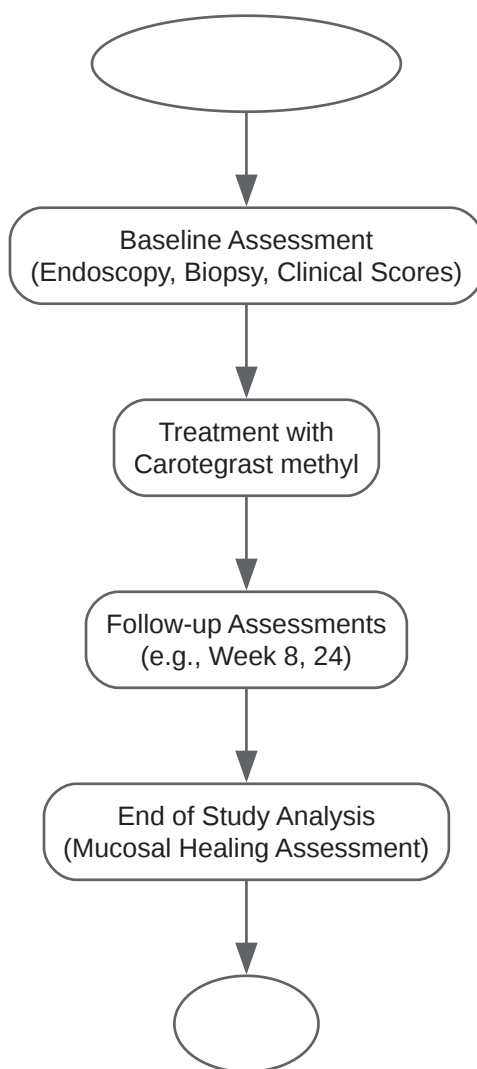 Baseline Assessment
(Endoscopy, Biopsy, Clinical Scores)
Treatment with
Carotegrast methyl
Follow-up Assessments
(e.g., Week 8, 24)
End of Study Analysis
(Mucosal Healing Assessment)